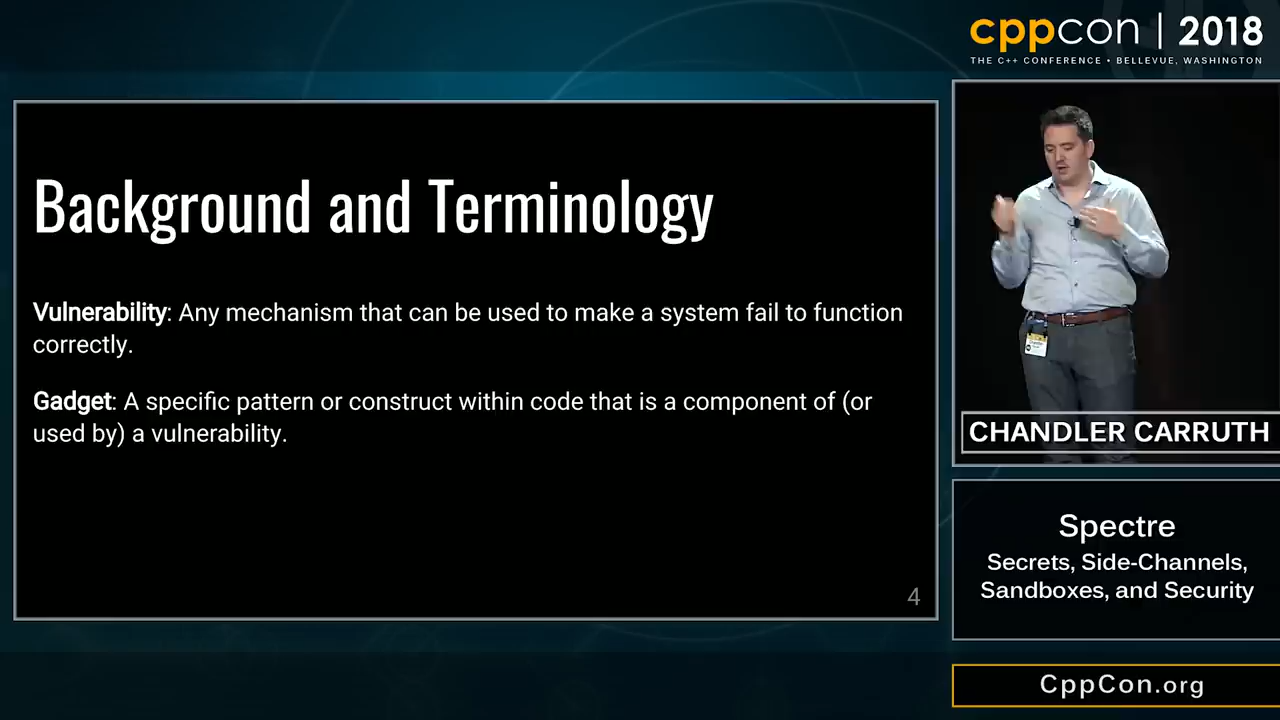 cppcon | 2018
THE C++ CONFERENCE • BELLEVUE, WASHINGTON
Background and Terminology
Vulnerability: Any mechanism that can be used to make a system fail to function
correctly.
Gadget: A specific pattern or construct within code that is a component of (or
used by) a vulnerability.
4
CHANDLER CARRUTH
Spectre
Secrets, Side-Channels,
Sandboxes, and Security
CppCon.org